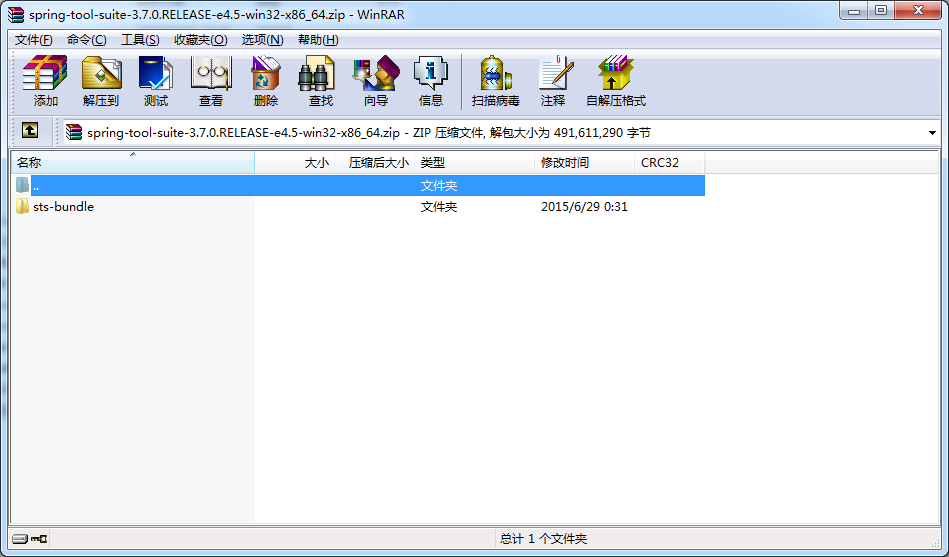 spring-tool-suite-3.7.0.RELEASE-e4.5-win32-x86_64.zip - WinRAR
文件(F) 命令(C) 工具(S) 收藏夹(O) 选项(N) 帮助(H)
添加 解压到 测试 查看 删除 查找 向导 信息 扫描病毒 注释 自解压格式
spring-tool-suite-3.7.0.RELEASE-e4.5-win32-x86_64.zip - ZIP 压缩文件, 解包大小为 491,611,290 字节
名称 大小 压缩后大小 类型 修改时间 CRC32
.. 文件夹
sts-bundle 文件夹 2015/6/29 0:31
总计 1 个文件夹